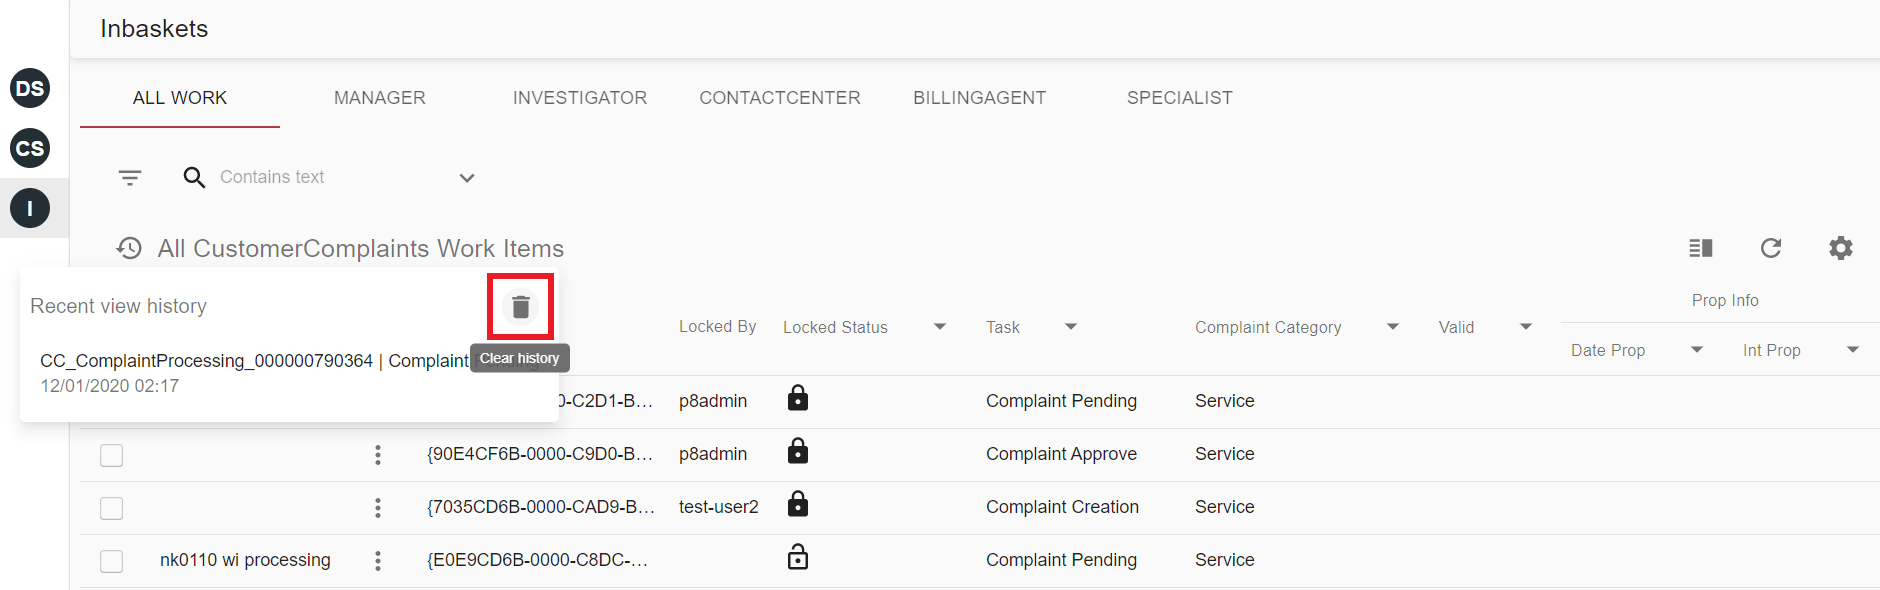 Inbaskets
DS
CS
I
ALL WORK MANAGER INVESTIGATOR CONTACTCENTER BILLINGAGENT SPECIALIST
Contains text
All CustomerComplaints Work Items
Recent view history
Clear history
CC_ComplaintProcessing_000000790364 | Complaint Pending
12/01/2020 02:17
Prop Info
Locked By Locked Status Task Complaint Category Valid
Date Prop Int Prop
0-C2D1-B... p8admin Complaint Pending Service
{90E4CF6B-0000-C9D0-B... p8admin Complaint Approve Service
{7035CD6B-0000-CAD9-B... test-user2 Complaint Creation Service
nk0110 wi processing {E0E9CD6B-0000-C8DC-... Complaint Pending Service